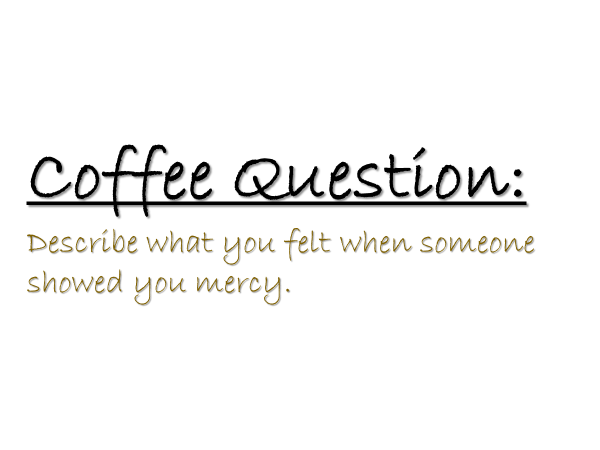 Coffee Question:
Describe what you felt when someone
showed you mercy.